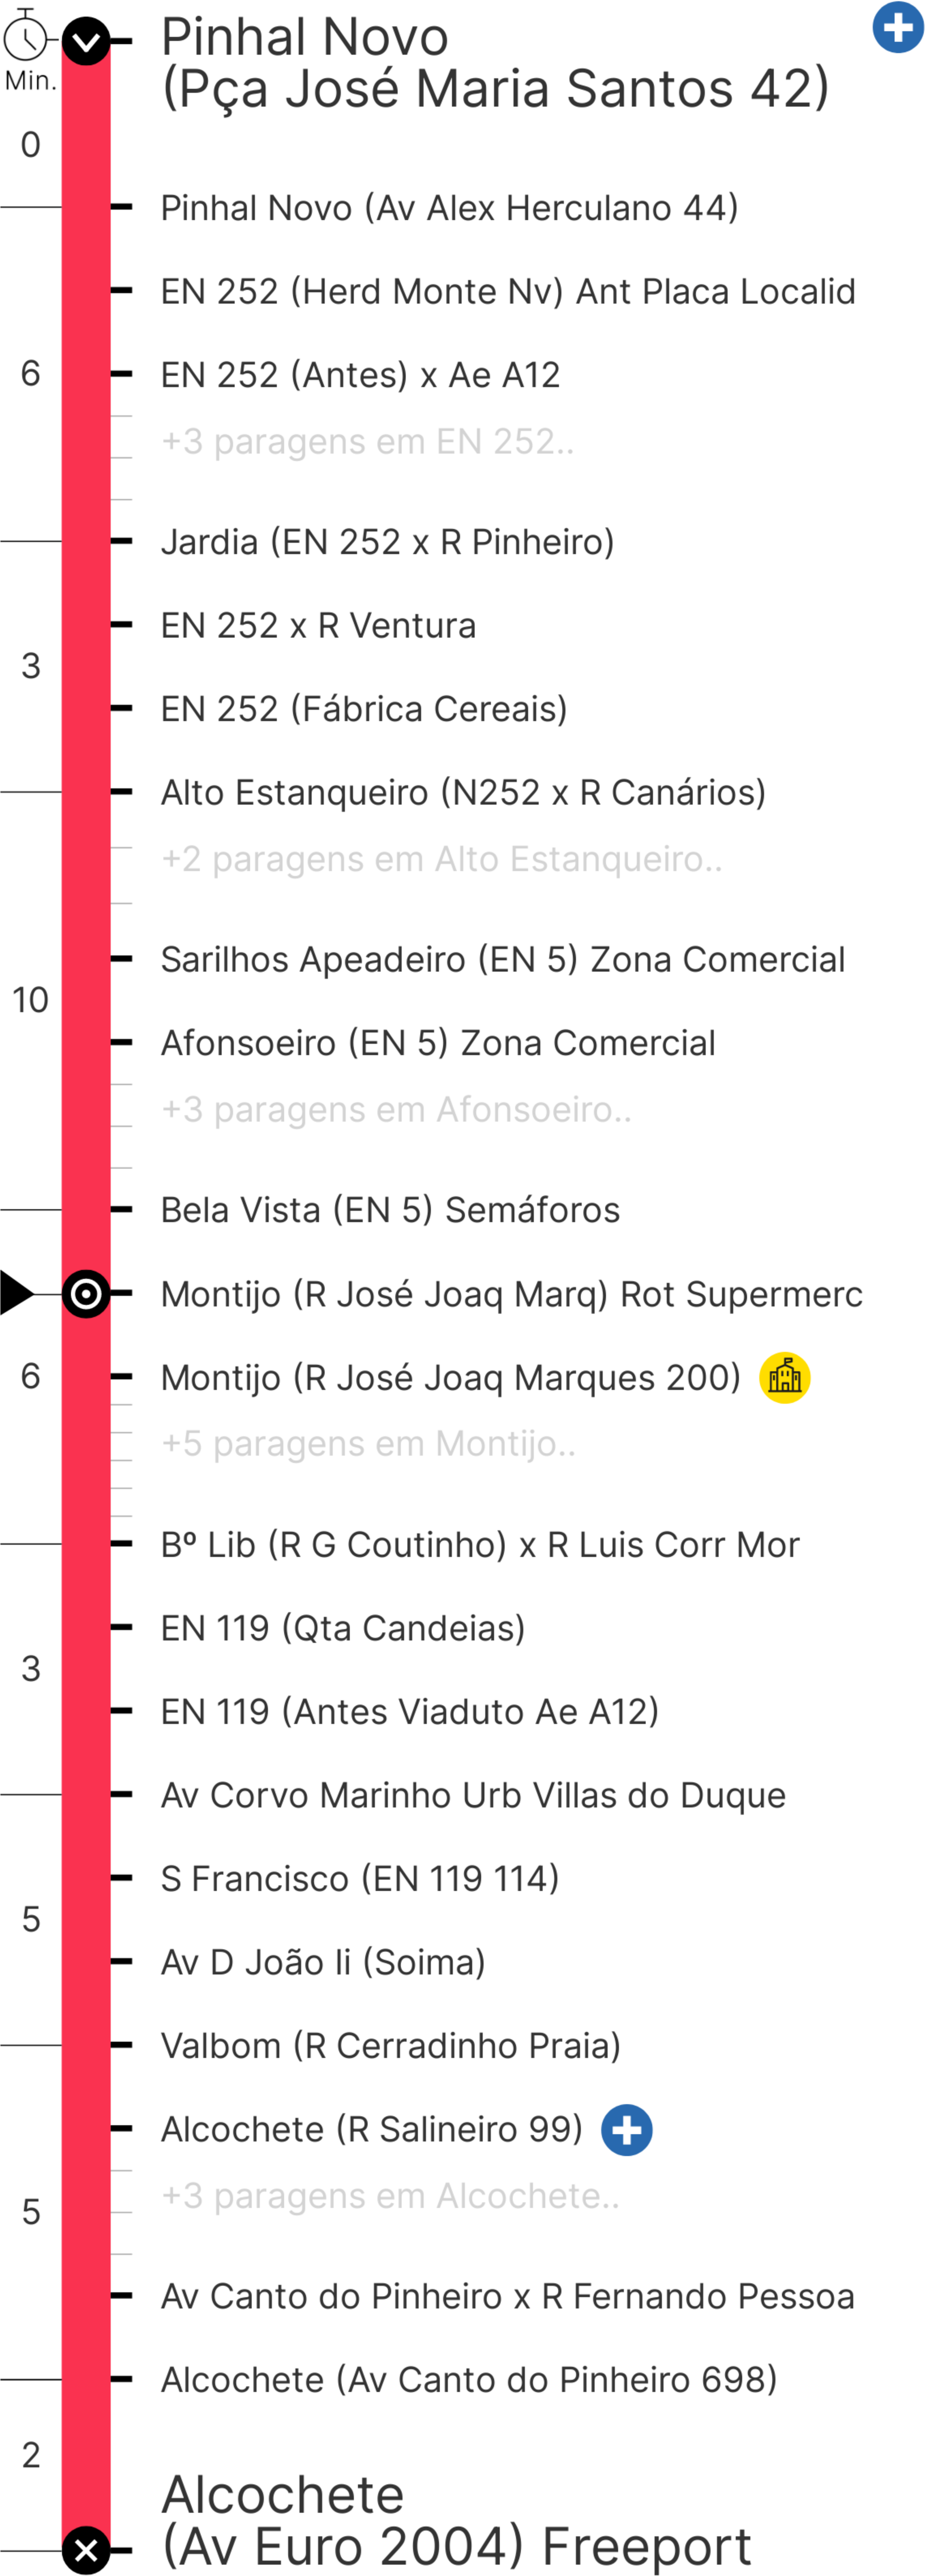 Pinhal Novo
(Pça José Maria Santos 42)
Min.
0
Pinhal Novo (Av Alex Herculano 44)
EN 252 (Herd Monte Nv) Ant Placa Localid
6
EN 252 (Antes) x Ae A12
+3 paragens em EN 252..
Jardia (EN 252 x R Pinheiro)
EN 252 x R Ventura
3
EN 252 (Fábrica Cereais)
Alto Estanqueiro (N252 x R Canários)
+2 paragens em Alto Estanqueiro..
Sarilhos Apeadeiro (EN 5) Zona Comercial
10
Afonsoeiro (EN 5) Zona Comercial
+3 paragens em Afonsoeiro..
Bela Vista (EN 5) Semáforos
Montijo (R José Joaq Marq) Rot Supermerc
6
Montijo (R José Joaq Marques 200)
+5 paragens em Montijo..
Bº Lib (R G Coutinho) x R Luis Corr Mor
EN 119 (Qta Candeias)
3
EN 119 (Antes Viaduto Ae A12)
Av Corvo Marinho Urb Villas do Duque
S Francisco (EN 119 114)
5
Av D João Ii (Soima)
Valbom (R Cerradinho Praia)
Alcochete (R Salineiro 99)
+3 paragens em Alcochete..
5
Av Canto do Pinheiro x R Fernando Pessoa
Alcochete (Av Canto do Pinheiro 698)
2
Alcochete
(Av Euro 2004) Freeport